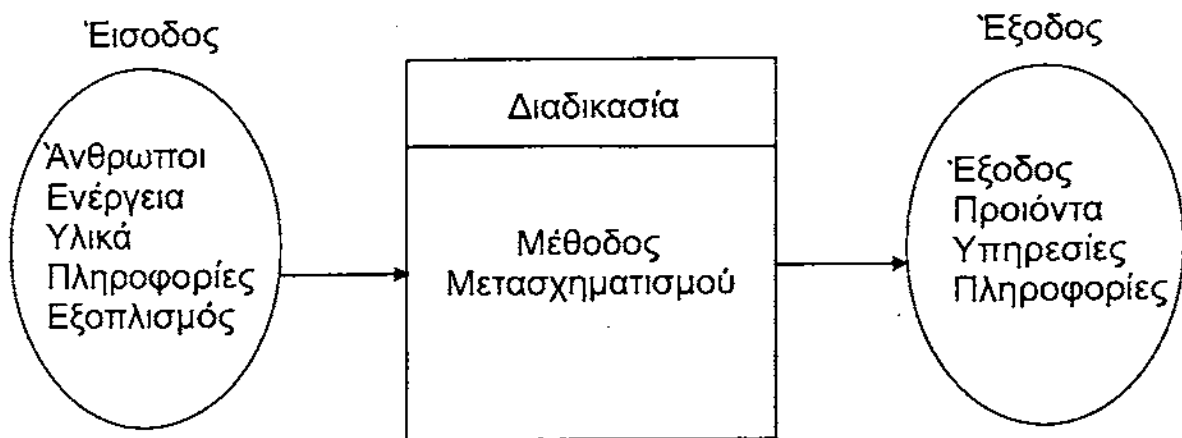 Έισοδος
Άνθρωποι
Ενέργεια
Υλικά
Πληροφορίες
Εξοπλισμός
Διαδικασία
Μέθοδος
Μετασχηματισμού
Έξοδος
Έξοδος
Προιόντα
Υπηρεσίες
Πληροφορίες